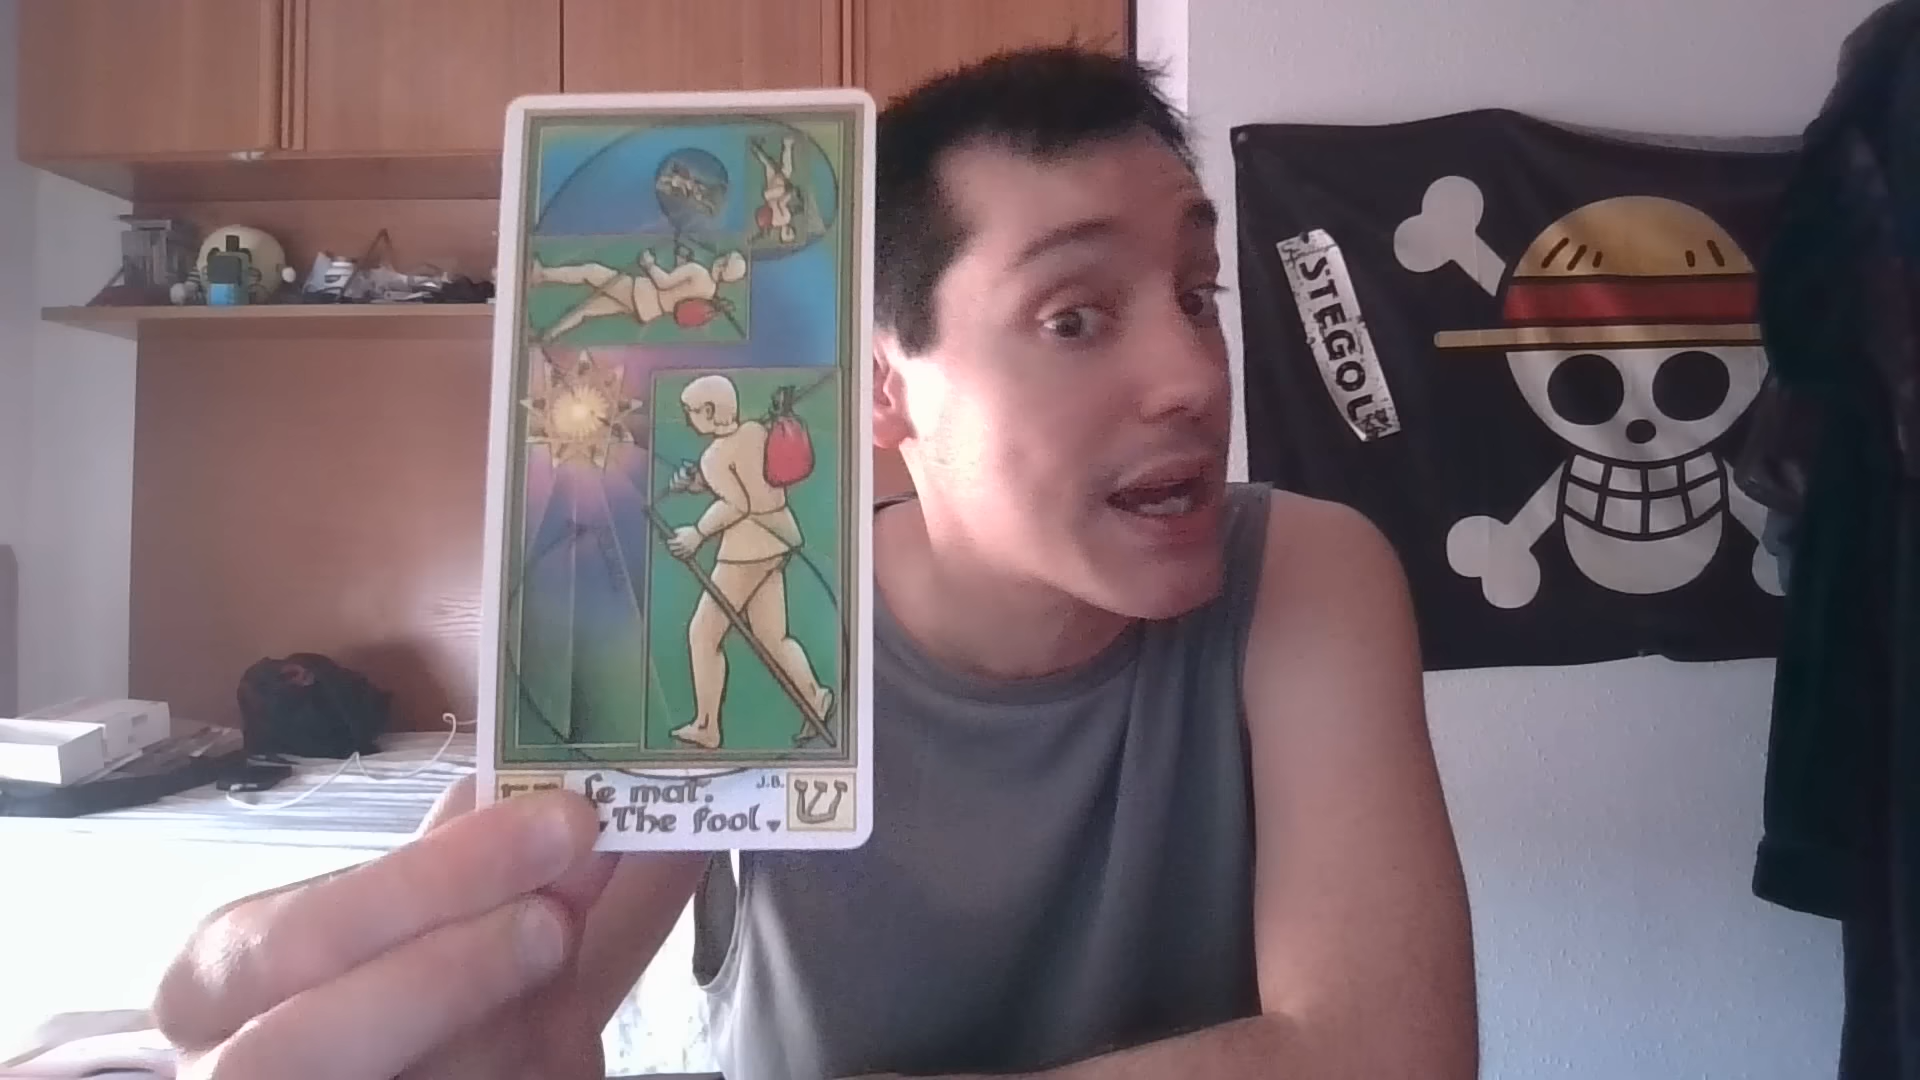 Le mat.
J.B.
The fool
ש
STEGOL